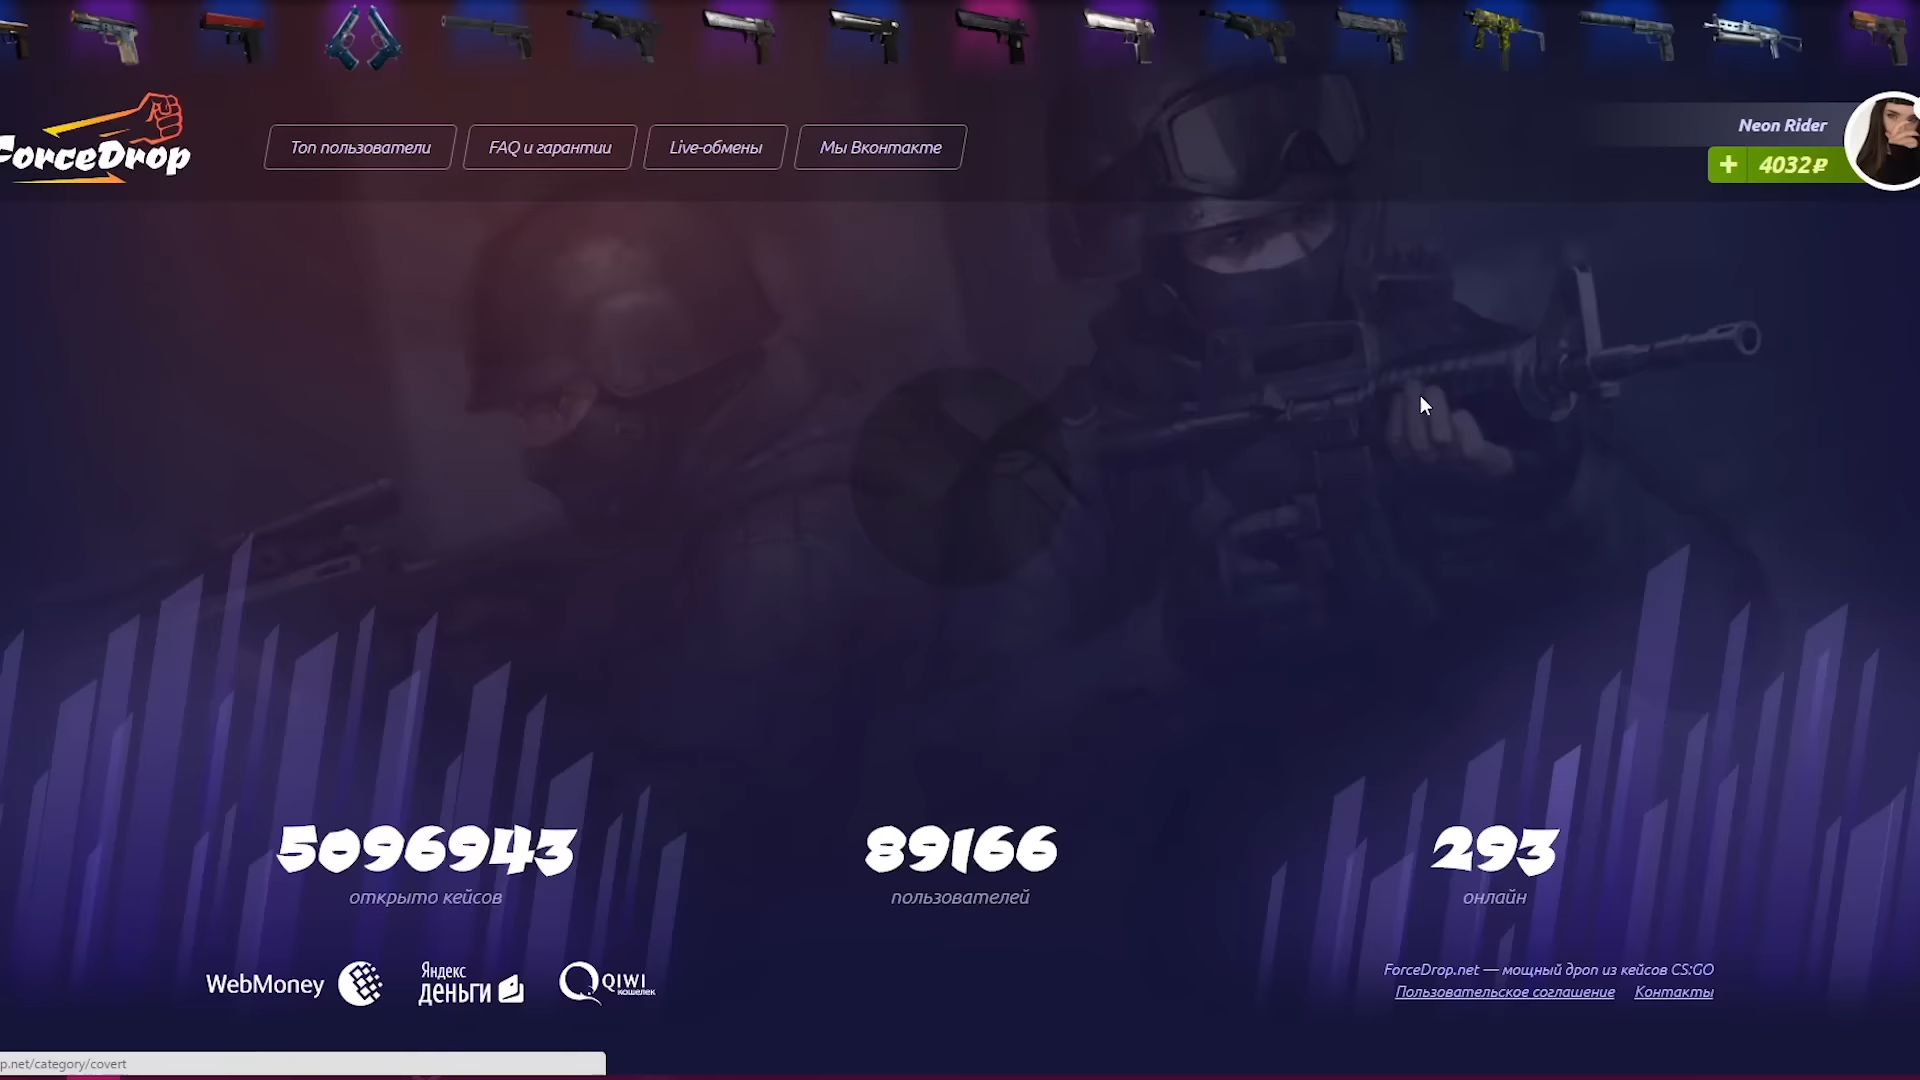 ForceDrop
Топ пользователи
FAQ и гарантии
Live-обмены
Мы Вконтакте
Neon Rider
+ 4032₽
5096943
открыто кейсов
89166
пользователей
293
онлайн
WebMoney
Яндекс
деньги
QIWI
кошелек
ForceDrop.net — мощный дроп из кейсов CS:GO
Пользовательское соглашение Контакты
p.net/category/covert